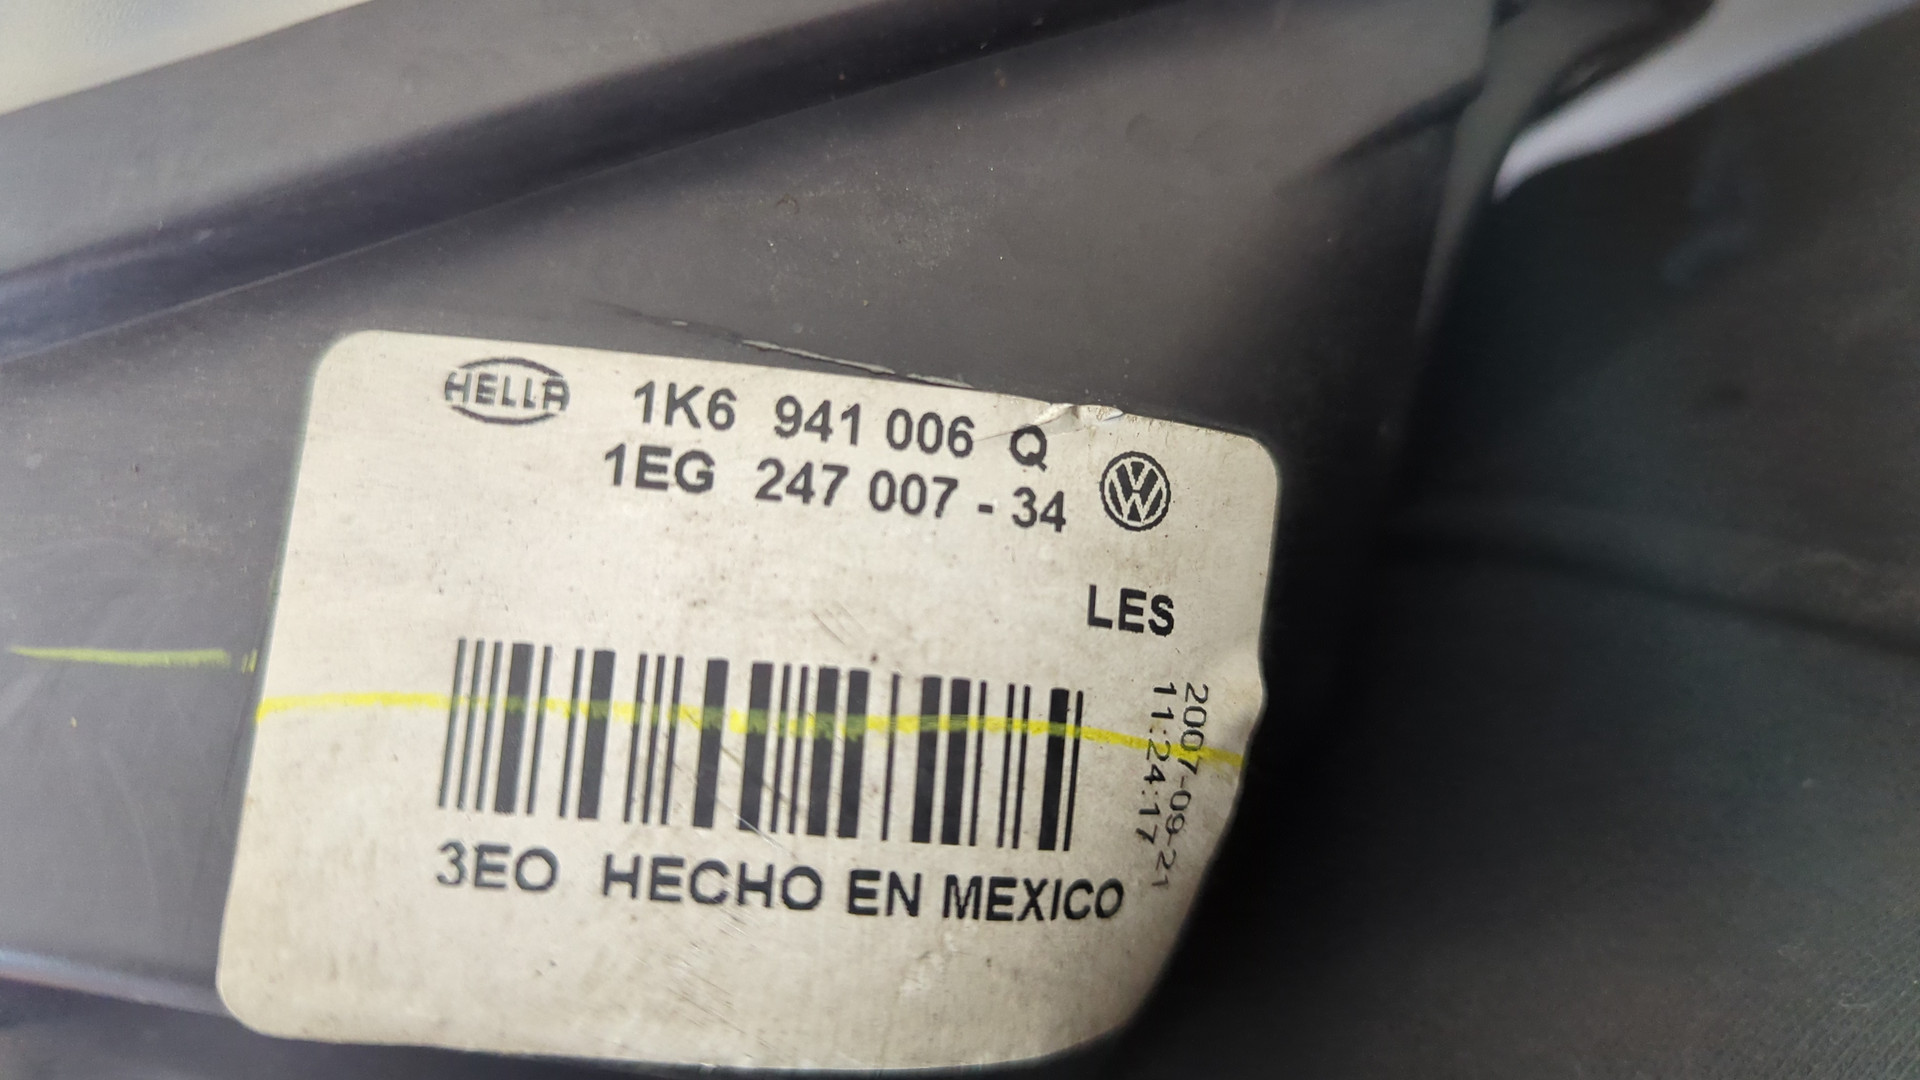 HELLA
1K6 941 006 Q
1EG 247 007 - 34
VW
LES
2007-09-21
11:24:17
3EO HECHO EN MEXICO